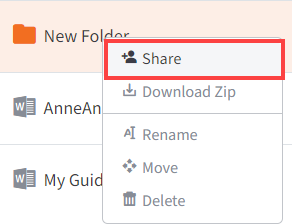 New Folder
Share
AnneAn
Download Zip
Rename
My Guid
Move
Delete